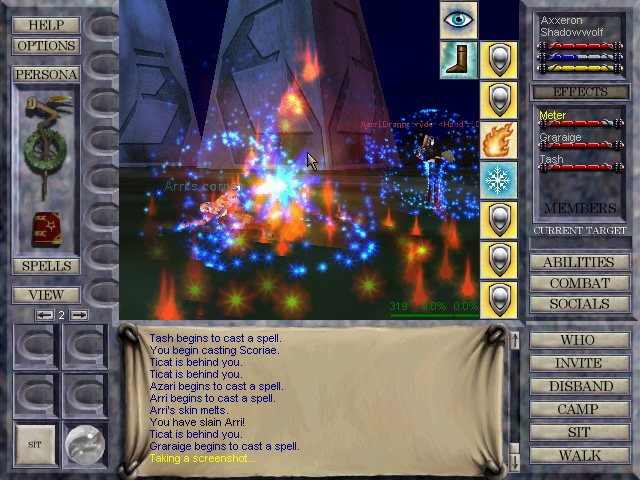 HELP
OPTIONS
PERSONA
SPELLS
VIEW
2
SIT
Arri's corpse
319
0.0%
0.0%
Axxeron
Shadowwolf
EFFECTS
Meter
Graraige
Tash
MEMBERS
CURRENT TARGET
ABILITIES
COMBAT
SOCIALS
WHO
INVITE
DISBAND
CAMP
SIT
WALK
Tash begins to cast a spell.
You begin casting Scoriae.
Ticat is behind you.
Ticat is behind you.
Azari begins to cast a spell.
Arri begins to cast a spell.
Arri's skin melts.
You have slain Arri!
Ticat is behind you.
Graraige begins to cast a spell.
Taking a screenshot...